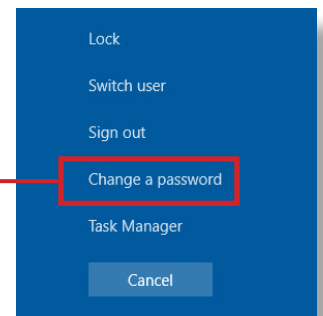 Lock
Switch user
Sign out
Change a password
Task Manager
Cancel